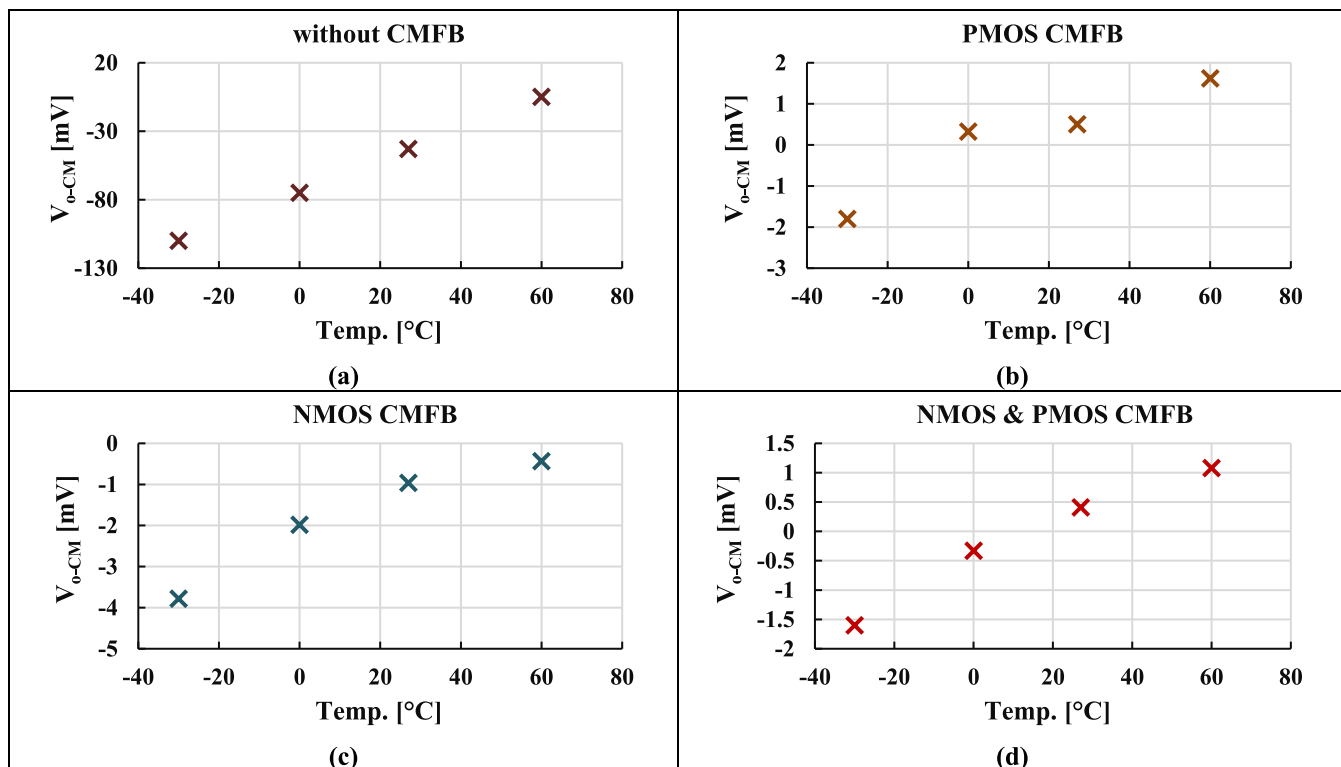 without CMFB
20
-30
-80
-130
-40 -20 0 20 40 60 80
V_o-CM [mV]
Temp. [°C]
(a)
PMOS CMFB
2
1
0
-1
-2
-3
-40 -20 0 20 40 60 80
V_o-CM [mV]
Temp. [°C]
(b)
NMOS CMFB
0
-1
-2
-3
-4
-5
-40 -20 0 20 40 60 80
V_o-CM [mV]
Temp. [°C]
(c)
NMOS & PMOS CMFB
1.5
1
0.5
0
-0.5
-1
-1.5
-2
-40 -20 0 20 40 60 80
V_o-CM [mV]
Temp. [°C]
(d)